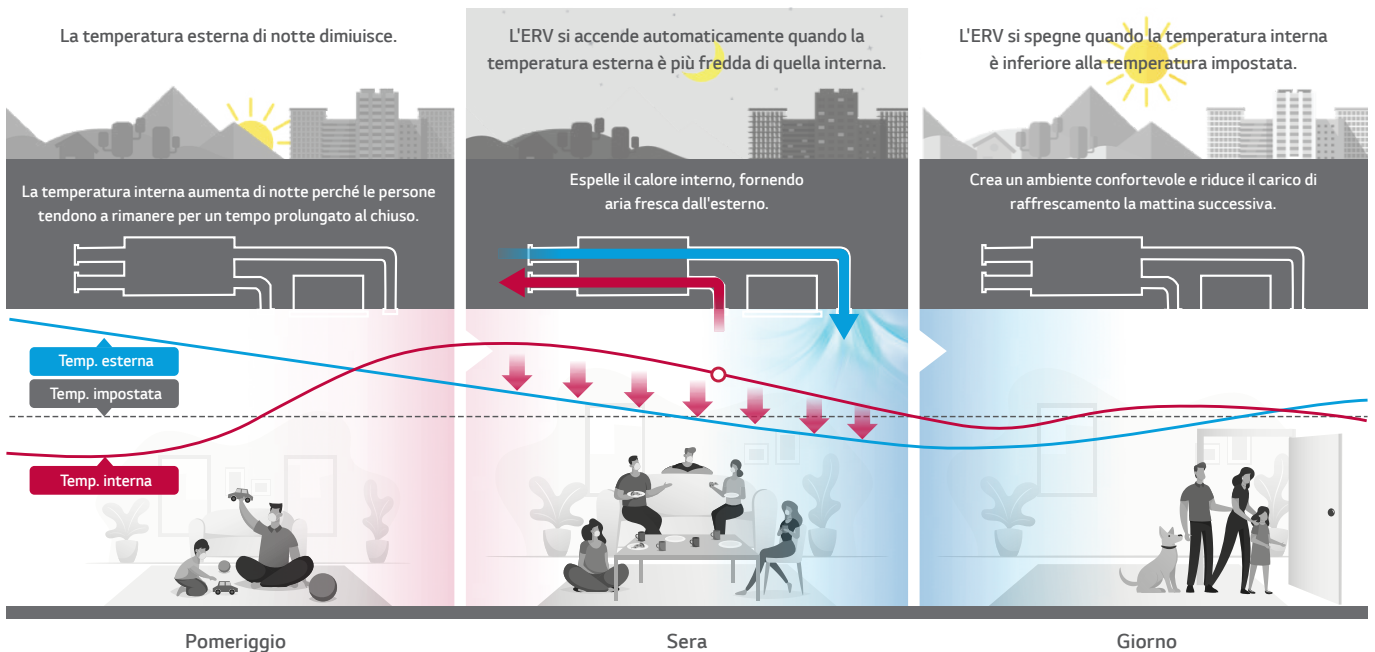 La temperatura esterna di notte dimiuisce.
L'ERV si accende automaticamente quando la
temperatura esterna è più fredda di quella interna.
L'ERV si spegne quando la temperatura interna
è inferiore alla temperatura impostata.
La temperatura interna aumenta di notte perché le persone
tendono a rimanere per un tempo prolungato al chiuso.
Espelle il calore interno, fornendo
aria fresca dall'esterno.
Crea un ambiente confortevole e riduce il carico di
raffrescamento la mattina successiva.
Temp. esterna
Temp. impostata
Temp. interna
Pomeriggio
Sera
Giorno